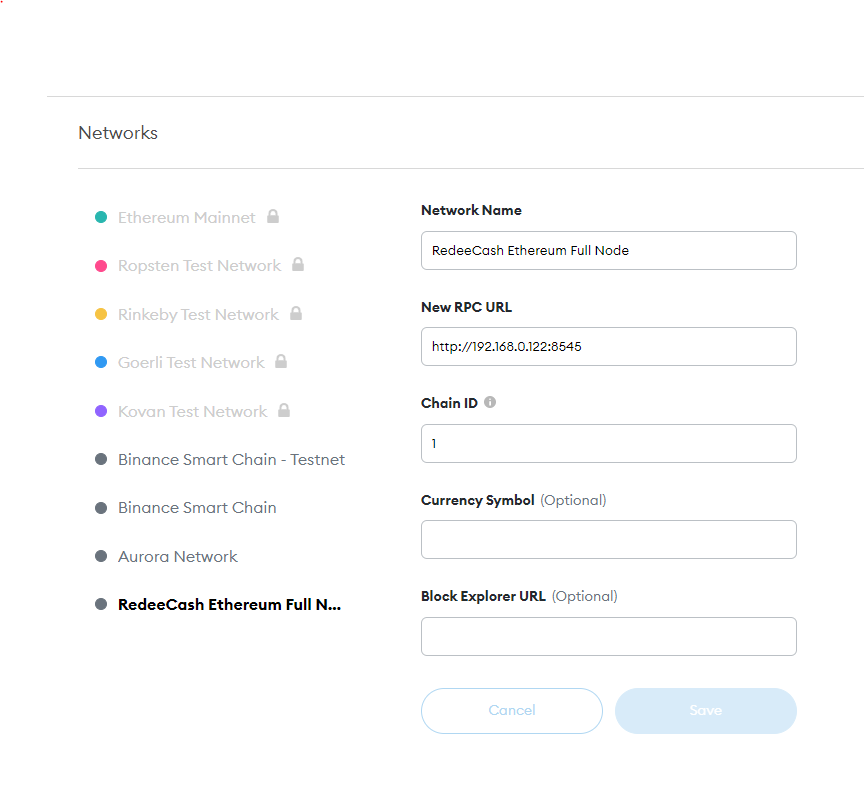 Networks
Ethereum Mainnet
Ropsten Test Network
Rinkeby Test Network
Goerli Test Network
Kovan Test Network
Binance Smart Chain - Testnet
Binance Smart Chain
Aurora Network
RedeeCash Ethereum Full N...
Network Name
RedeeCash Ethereum Full Node
New RPC URL
http://192.168.0.122:8545
Chain ID
1
Currency Symbol (Optional)
Block Explorer URL (Optional)
Cancel
Save